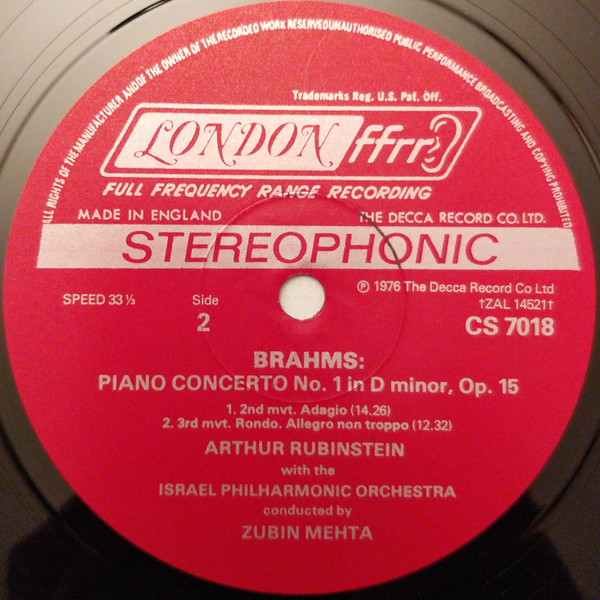 ALL RIGHTS OF THE MANUFACTURER AND OF THE OWNER OF THE RECORDED WORK RESERVED UNAUTHORISED PUBLIC PERFORMANCE BROADCASTING AND COPYING PROHIBITED
Trademarks Reg. U.S. Pat. Off.
LONDON ffrr
FULL FREQUENCY RANGE RECORDING
MADE IN ENGLAND THE DECCA RECORD CO. LTD.
STEREOPHONIC
SPEED 33⅓ Side ℗ 1976 The Decca Record Co Ltd
†ZAL 14521†
2 CS 7018
BRAHMS:
PIANO CONCERTO No. 1 in D minor, Op. 15
1. 2nd mvt. Adagio (14.26)
2. 3rd mvt. Rondo. Allegro non troppo (12.32)
ARTHUR RUBINSTEIN
with the
ISRAEL PHILHARMONIC ORCHESTRA
conducted by
ZUBIN MEHTA